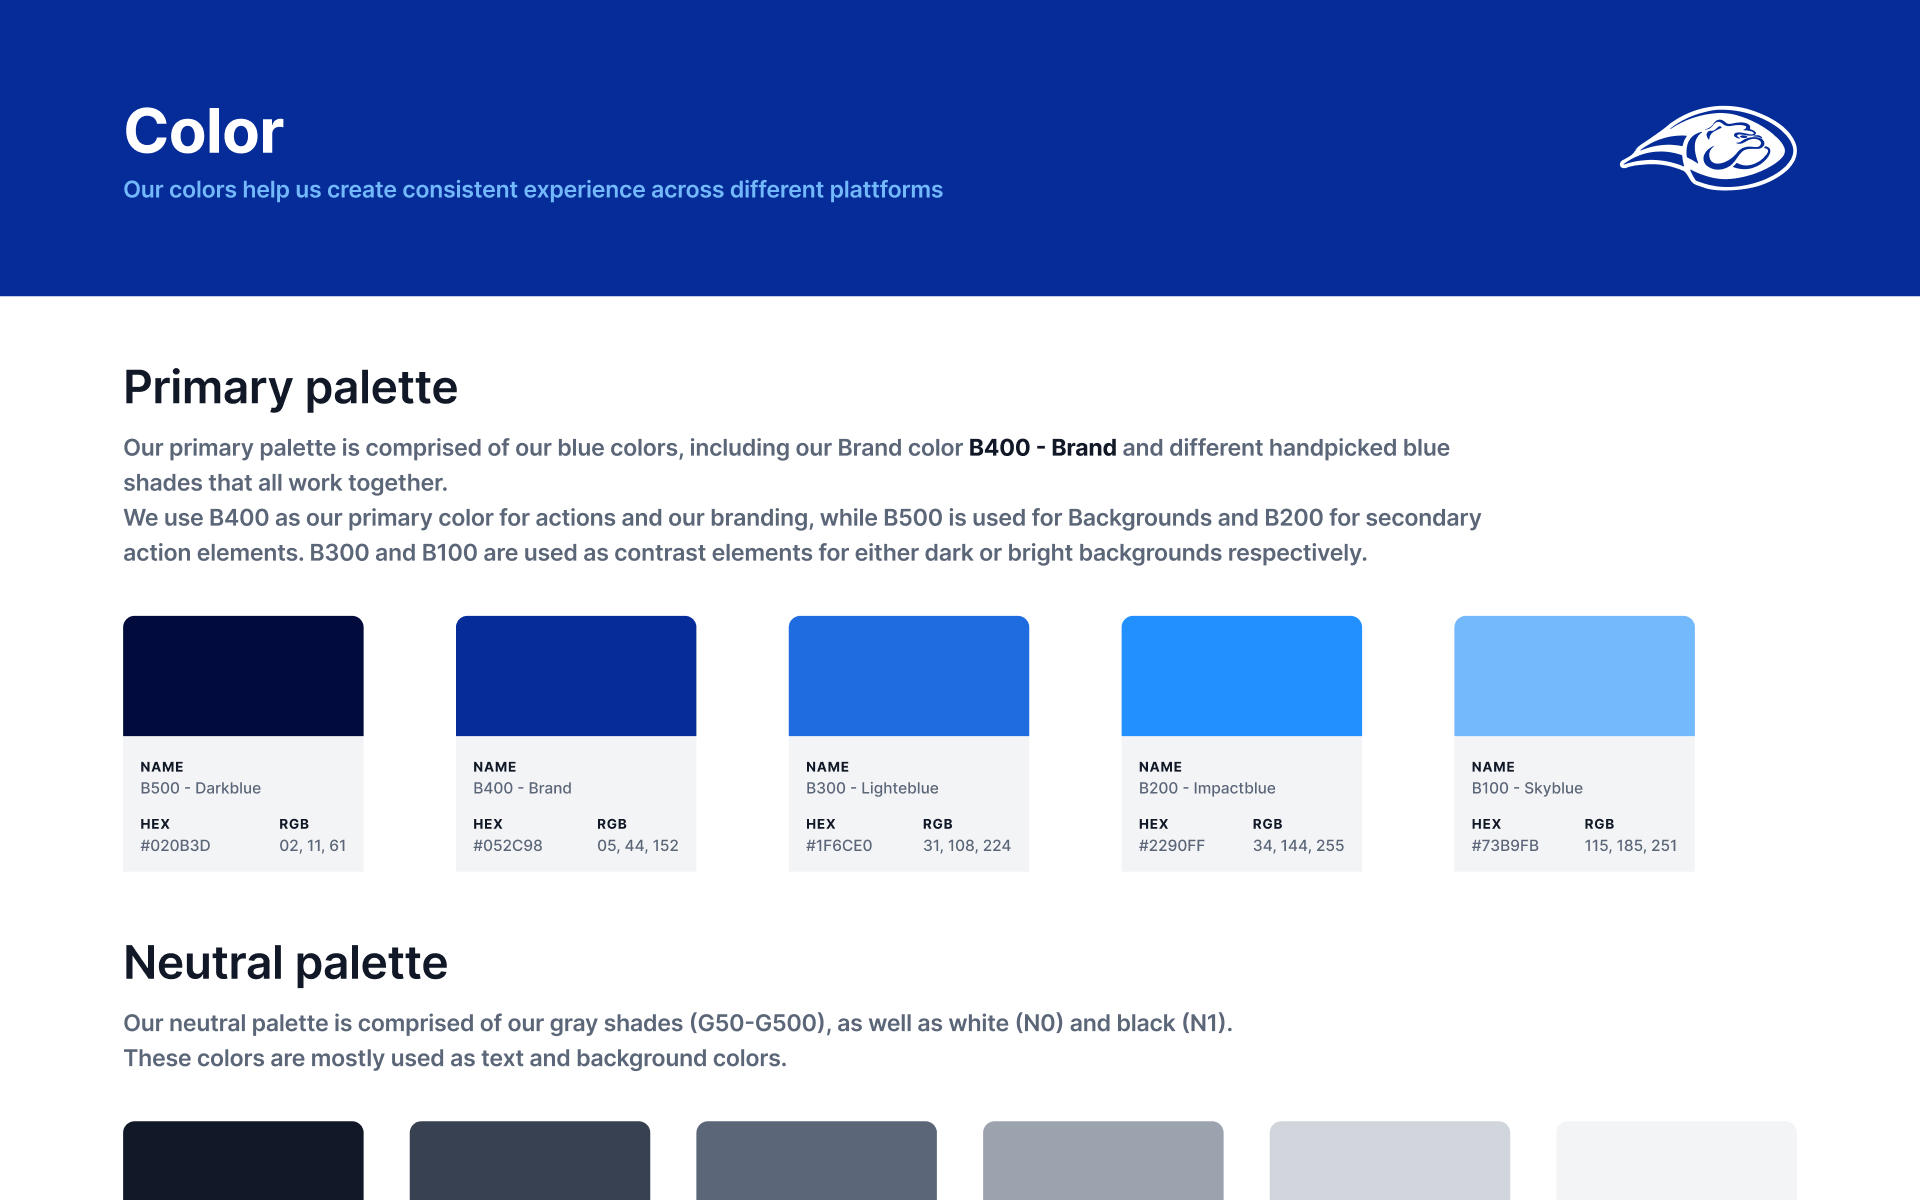 Color
Our colors help us create consistent experience across different plattforms
Primary palette
Our primary palette is comprised of our blue colors, including our Brand color B400 - Brand and different handpicked blue
shades that all work together.
We use B400 as our primary color for actions and our branding, while B500 is used for Backgrounds and B200 for secondary
action elements. B300 and B100 are used as contrast elements for either dark or bright backgrounds respectively.
NAME
B500 - Darkblue
HEX RGB
#020B3D 02, 11, 61
NAME
B400 - Brand
HEX RGB
#052C98 05, 44, 152
NAME
B300 - Lighteblue
HEX RGB
#1F6CE0 31, 108, 224
NAME
B200 - Impactblue
HEX RGB
#2290FF 34, 144, 255
NAME
B100 - Skyblue
HEX RGB
#73B9FB 115, 185, 251
Neutral palette
Our neutral palette is comprised of our gray shades (G50-G500), as well as white (N0) and black (N1).
These colors are mostly used as text and background colors.